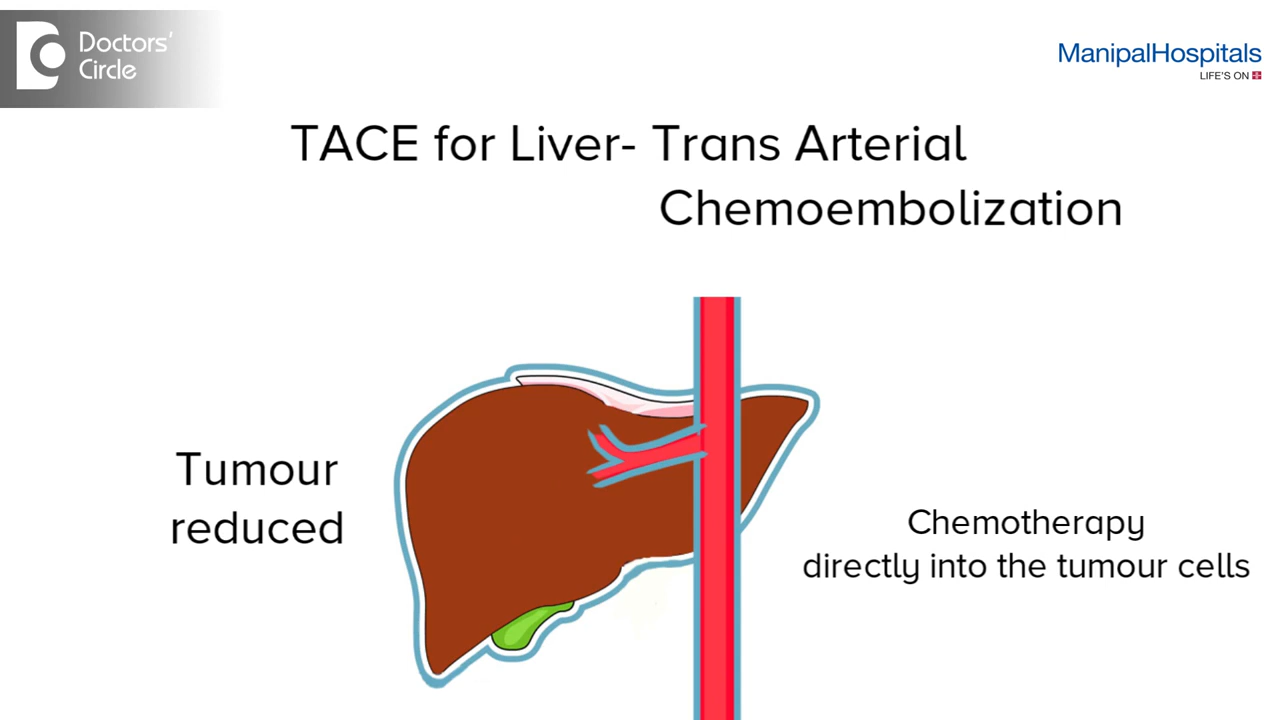 Doctors'
Circle
ManipalHospitals
LIFE'S ON
TACE for Liver- Trans Arterial
Chemoembolization
Tumour
reduced
Chemotherapy
directly into the tumour cells